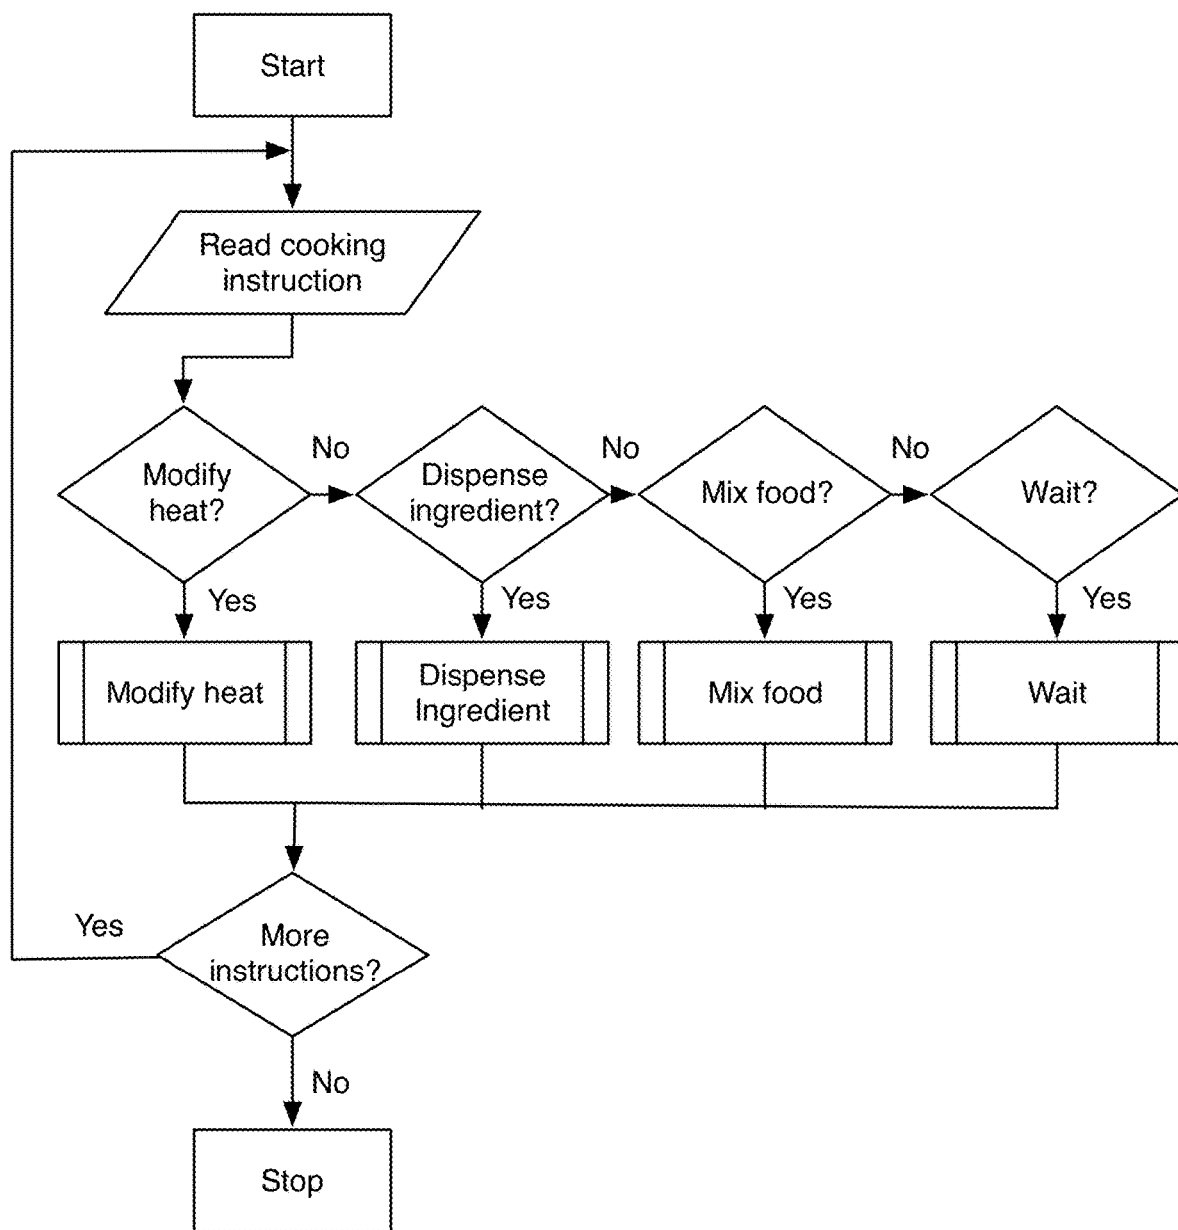 Start
Read cooking
instruction
Modify
heat?
No
Dispense
ingredient?
No
Mix food?
No
Wait?
Yes
Yes
Yes
Yes
Modify heat
Dispense
Ingredient
Mix food
Wait
Yes
More
instructions?
No
Stop